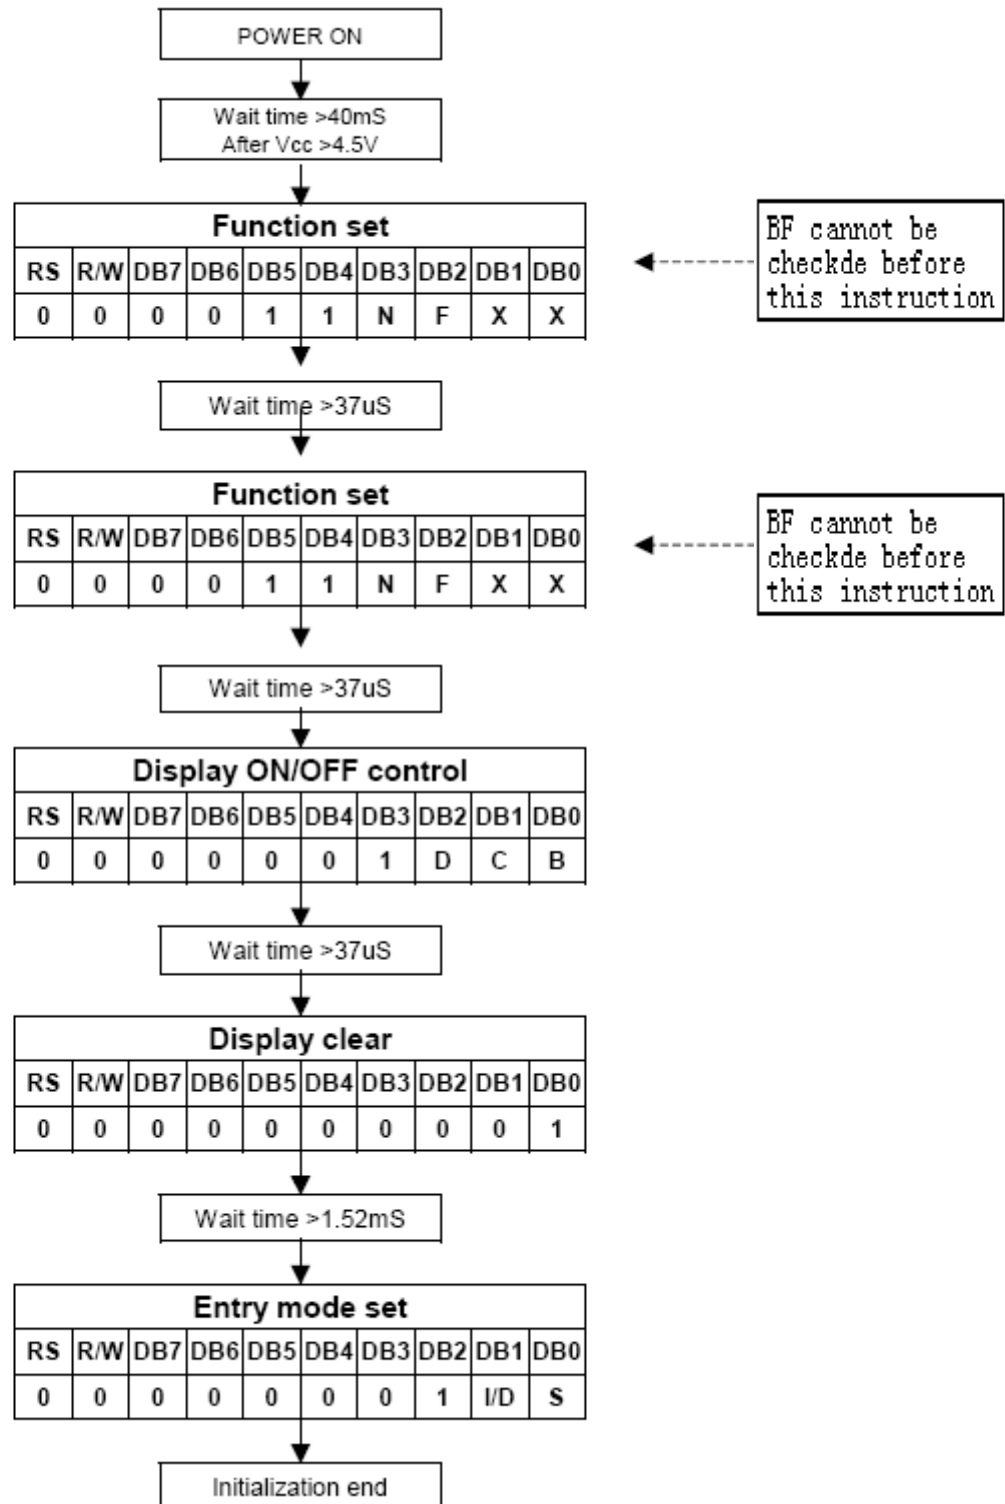 POWER ON
Wait time >40mS
After Vcc >4.5V
Function set
RS R/W DB7 DB6 DB5 DB4 DB3 DB2 DB1 DB0
0 0 0 0 1 1 N F X X
BF cannot be
checkde before
this instruction
Wait time >37uS
Function set
RS R/W DB7 DB6 DB5 DB4 DB3 DB2 DB1 DB0
0 0 0 0 1 1 N F X X
BF cannot be
checkde before
this instruction
Wait time >37uS
Display ON/OFF control
RS R/W DB7 DB6 DB5 DB4 DB3 DB2 DB1 DB0
0 0 0 0 0 0 1 D C B
Wait time >37uS
Display clear
RS R/W DB7 DB6 DB5 DB4 DB3 DB2 DB1 DB0
0 0 0 0 0 0 0 0 0 1
Wait time >1.52mS
Entry mode set
RS R/W DB7 DB6 DB5 DB4 DB3 DB2 DB1 DB0
0 0 0 0 0 0 0 1 I/D S
Initialization end